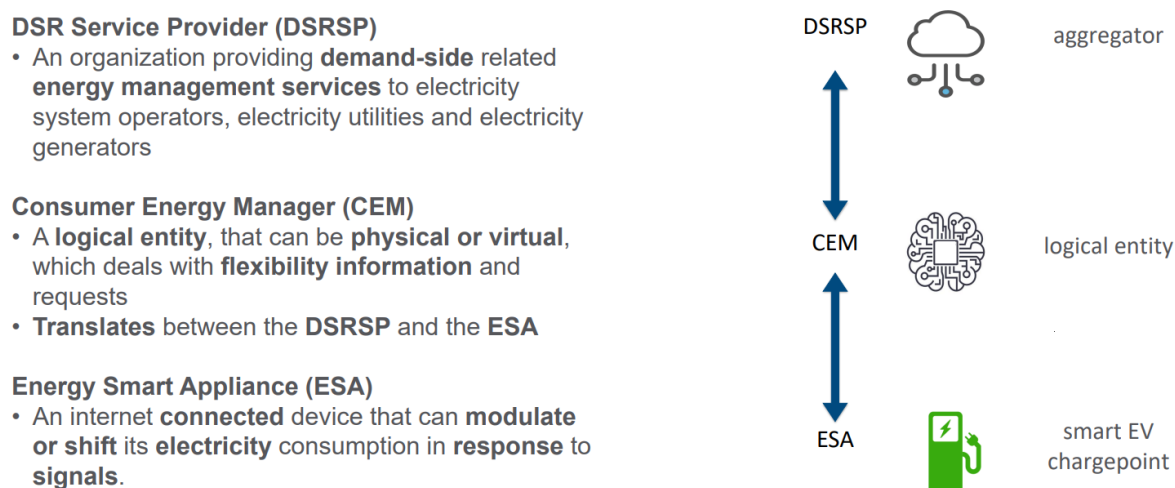 DSR Service Provider (DSRSP)
• An organization providing demand-side related
energy management services to electricity
system operators, electricity utilities and electricity
generators
Consumer Energy Manager (CEM)
• A logical entity, that can be physical or virtual,
which deals with flexibility information and
requests
• Translates between the DSRSP and the ESA
Energy Smart Appliance (ESA)
• An internet connected device that can modulate
or shift its electricity consumption in response to
signals.
DSRSP
aggregator
CEM
logical entity
ESA
smart EV
chargepoint